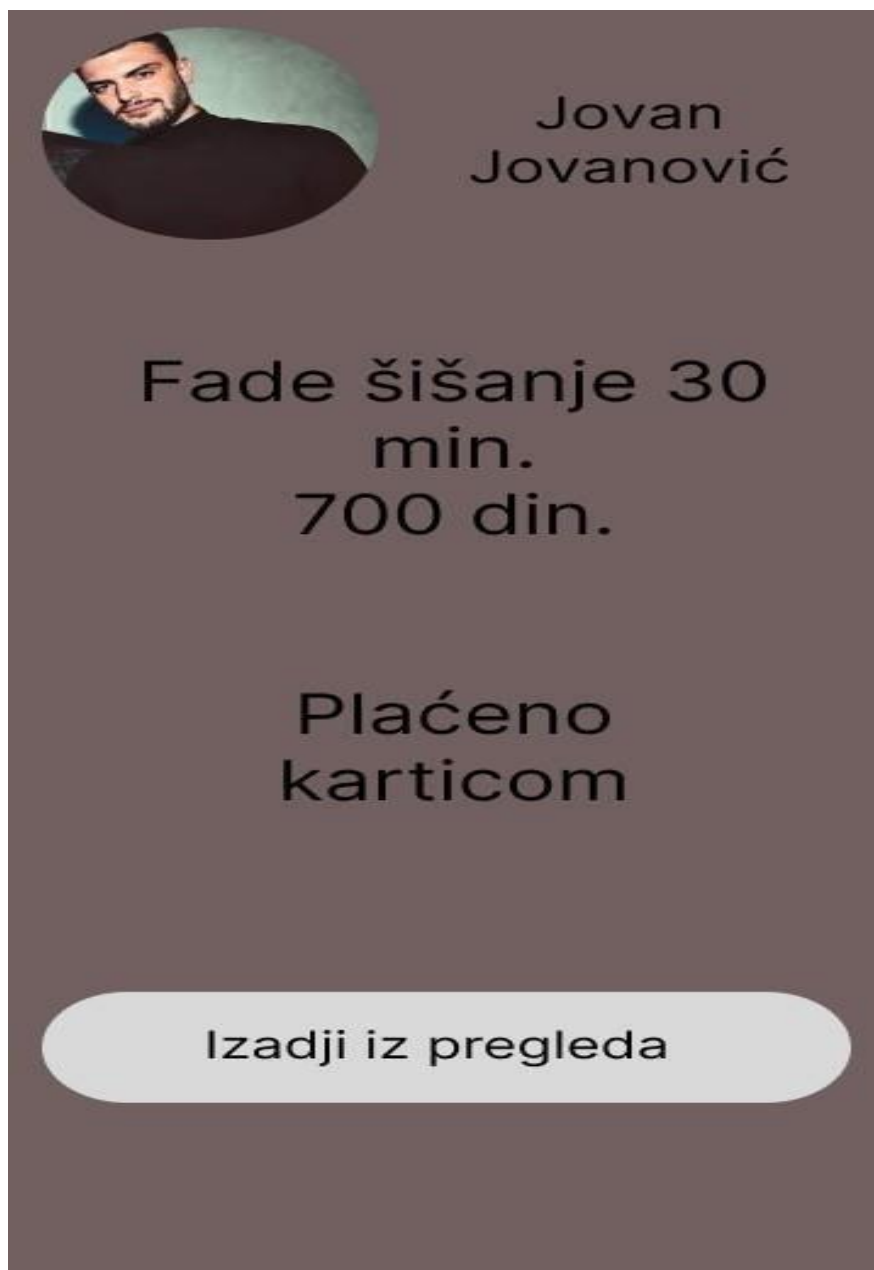 Jovan
Jovanović
Fade šišanje 30
min.
700 din.
Plaćeno
karticom
Izadji iz pregleda